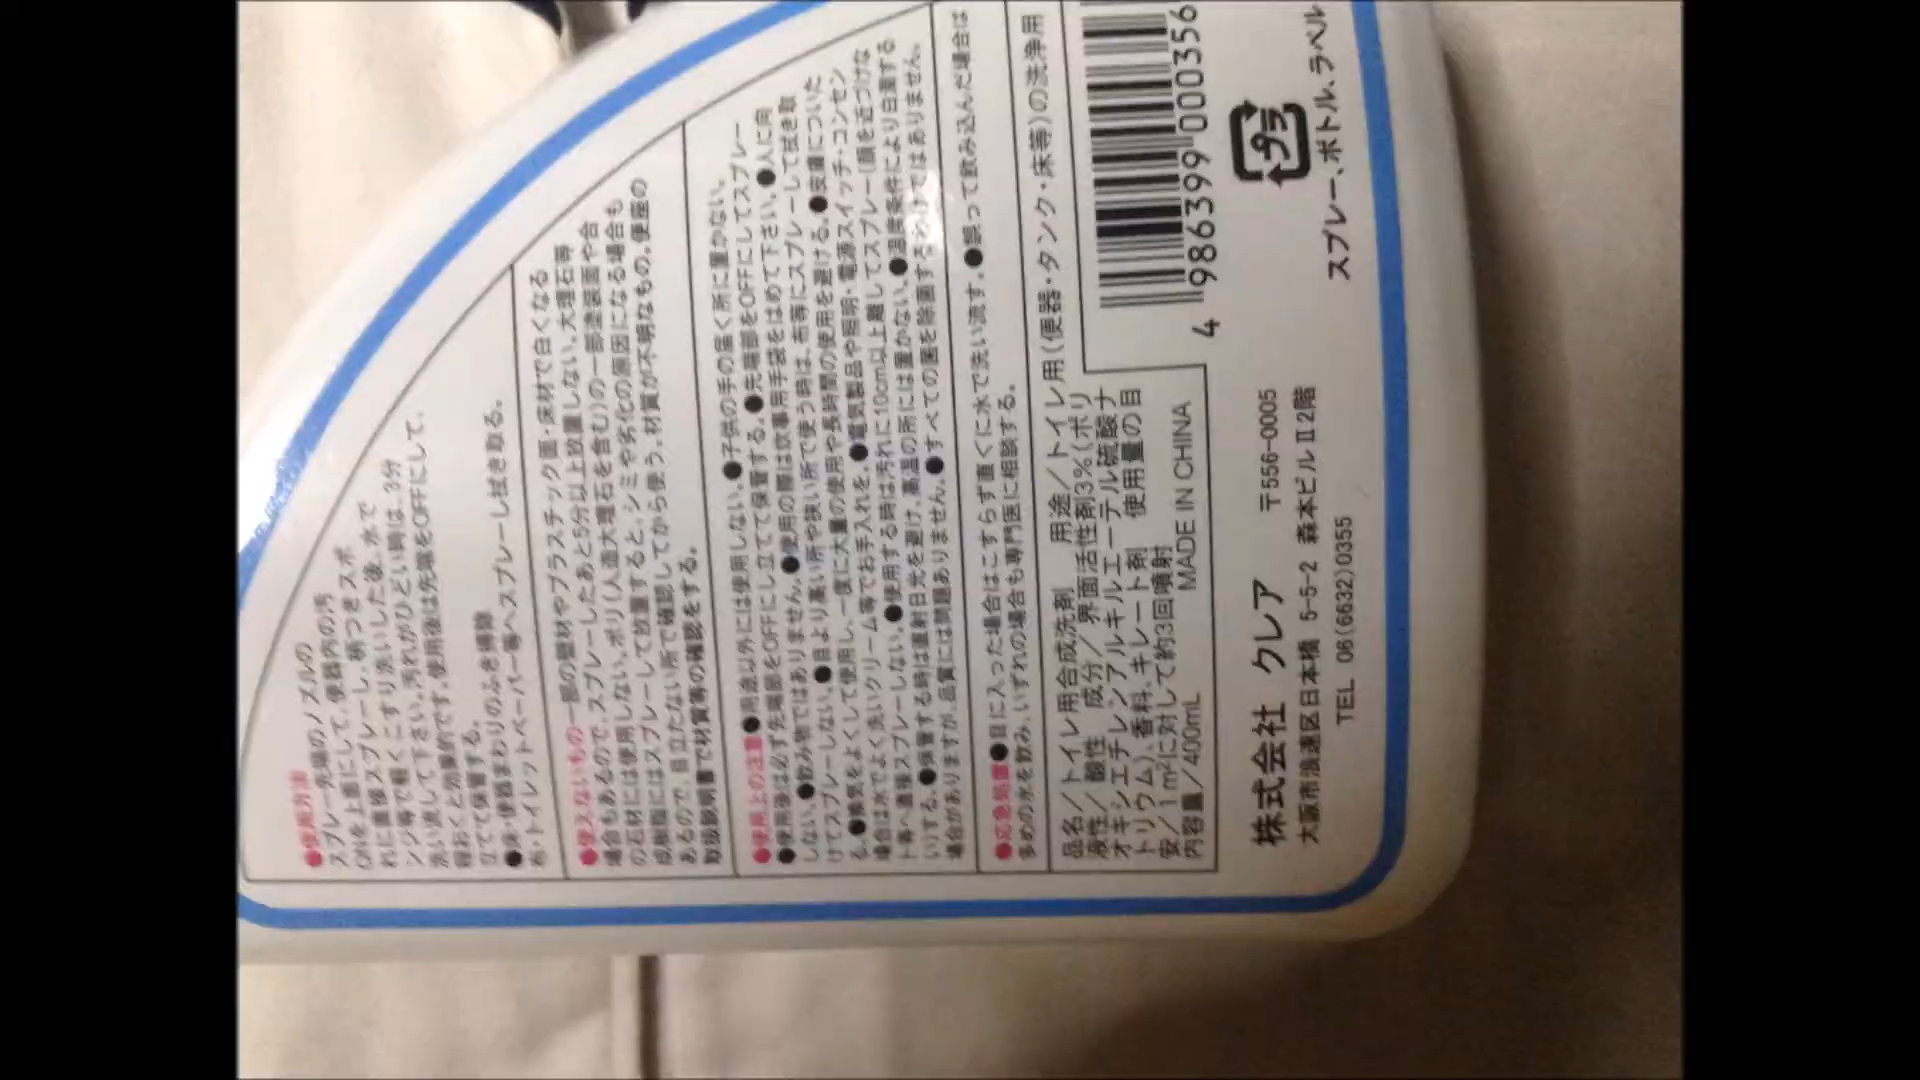 ●使用方法
スプレー先端のノズルの
ONを上面にして、便器内の汚
れに直接スプレーし、柄つきスポ
ンジ等で軽くこすり洗いした後、水で
洗い流して下さい。汚れがひどい時は、3分
程おくと効果的です。使用後は先端をOFFにして、
立てて保管する。
●床・便器まわりのふき掃除
布・トイレットペーパー等へスプレーし拭き取る。
●使えないもの 一部の壁材やプラスチック面・床材で白くなる
場合もあるので、スプレーしたあと5分以上放置しない。大理石等
の石材には使用しない。ポリ(人造大理石を含む)の一部塗装面や合
成樹脂にはスプレーして放置すると、シミや劣化の原因になる場合も
あるので、目立たない所で確認してから使う。材質が不明なもの。便座の
取扱説明書で材質等の確認をする。
●使用上の注意 ●用途以外には使用しない。●子供の手の届く所に置かない。
●使用後は必ず先端部をOFFにし立てて保管する。●先端部をOFFにしてスプレー
しない。●飲み物ではありません。●使用の際は炊事用手袋をはめて下さい。●人に向
けてスプレーしない。●目より高い所や狭い所で使う時は、布等にスプレーして拭き取
る。●換気をよくして使用し、一度に大量の使用や長時間の使用を避ける。●皮膚についた
場合は水でよく洗いクリーム等でお手入れを。●電気製品や照明・電源スイッチ・コンセン
ト等へ直接スプレーしない。●使用する時は汚れに10cm以上離してスプレー(顔を近づけな
い)する。●保管する時は直射日光を避け、高温の所には置かない。●温度条件により白濁する
場合がありますが、品質には問題ありません。●すべての菌を除菌するわけではありません。
●応急処置 ●目に入った場合はこすらず直ぐに水で洗い流す。●誤って飲み込んだ場合は
多めの水を飲み、いずれの場合も専門医に相談する。
品名/トイレ用合成洗剤 用途/トイレ用(便器・タンク・床等)の洗浄用
液性/酸性 成分/界面活性剤3%(ポリ
オキシエチレンアルキルエーテル硫酸ナ
トリウム)、香料、キレート剤 使用量の目
安/1m²に対して約3回噴射
内容量/400mL MADE IN CHINA
4 986399 000356
プラ
スプレー、ボトル、ラベル
株式会社 クレア 〒556-0005
大阪市浪速区日本橋 5-5-2 森本ビルⅡ2階
TEL 06(6632)0355